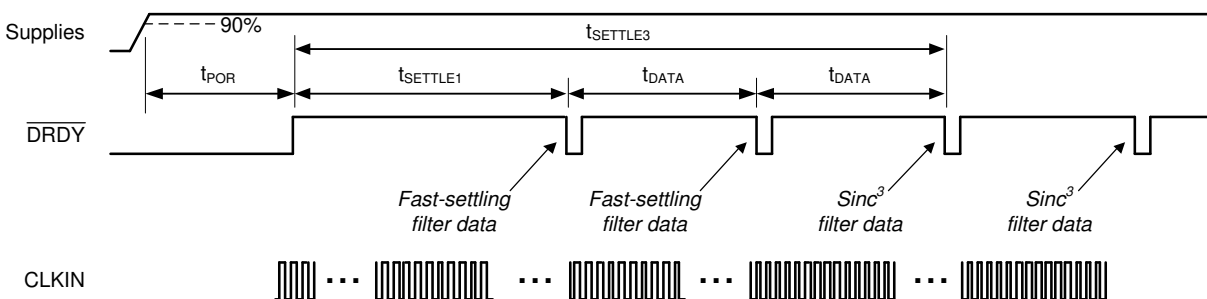 Supplies
90%
tSETTLE3
tPOR
tSETTLE1
tDATA
tDATA
DRDY
Fast-settling
filter data
Fast-settling
filter data
Sinc³
filter data
Sinc³
filter data
CLKIN